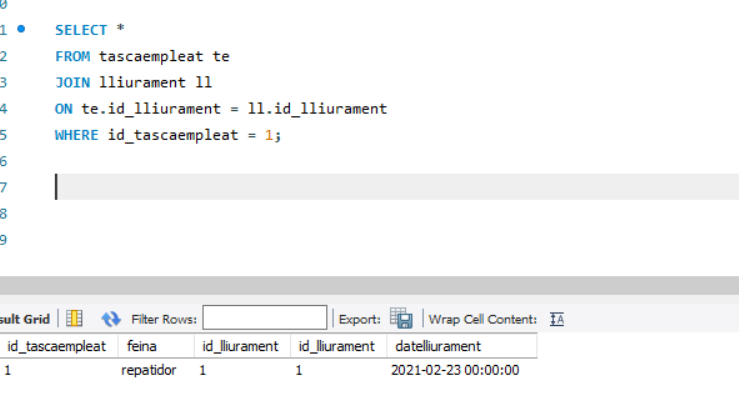 0
1 SELECT *
2 FROM tascaempleat te
3 JOIN lliurament ll
4 ON te.id_lliurament = ll.id_lliurament
5 WHERE id_tascaempleat = 1;
6
7
8
9
sult Grid Filter Rows: Export: Wrap Cell Content: IA
id_tascaempleat feina id_lliurament id_lliurament datelliurament
1 repatidor 1 1 2021-02-23 00:00:00